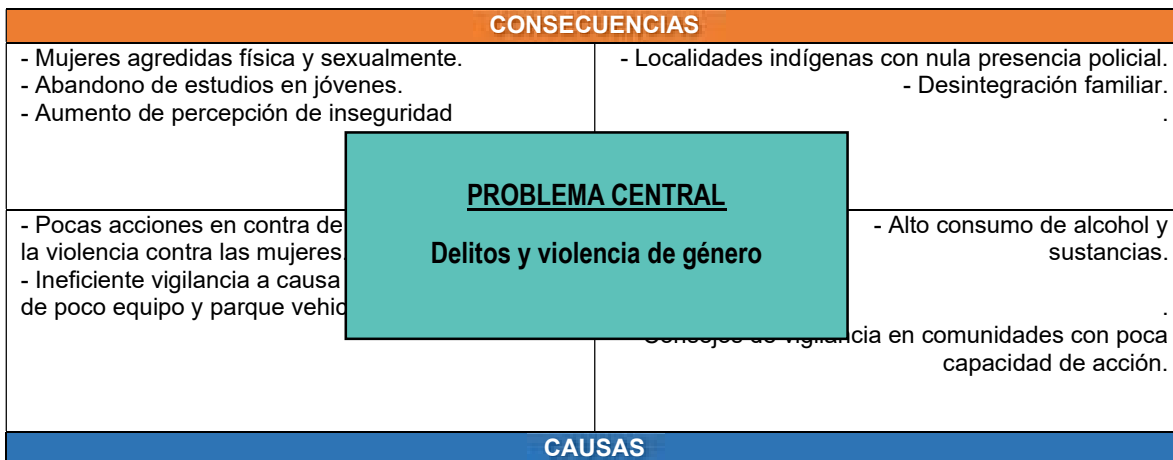 CONSECUENCIAS
- Mujeres agredidas física y sexualmente.
- Abandono de estudios en jóvenes.
- Aumento de percepción de inseguridad
- Localidades indígenas con nula presencia policial.
- Desintegración familiar.
.
PROBLEMA CENTRAL
Delitos y violencia de género
- Pocas acciones en contra de
la violencia contra las mujeres.
- Ineficiente vigilancia a causa
de poco equipo y parque
- Alto consumo de alcohol y
sustancias.
.
de vigilancia en comunidades con poca
capacidad de acción.
CAUSAS